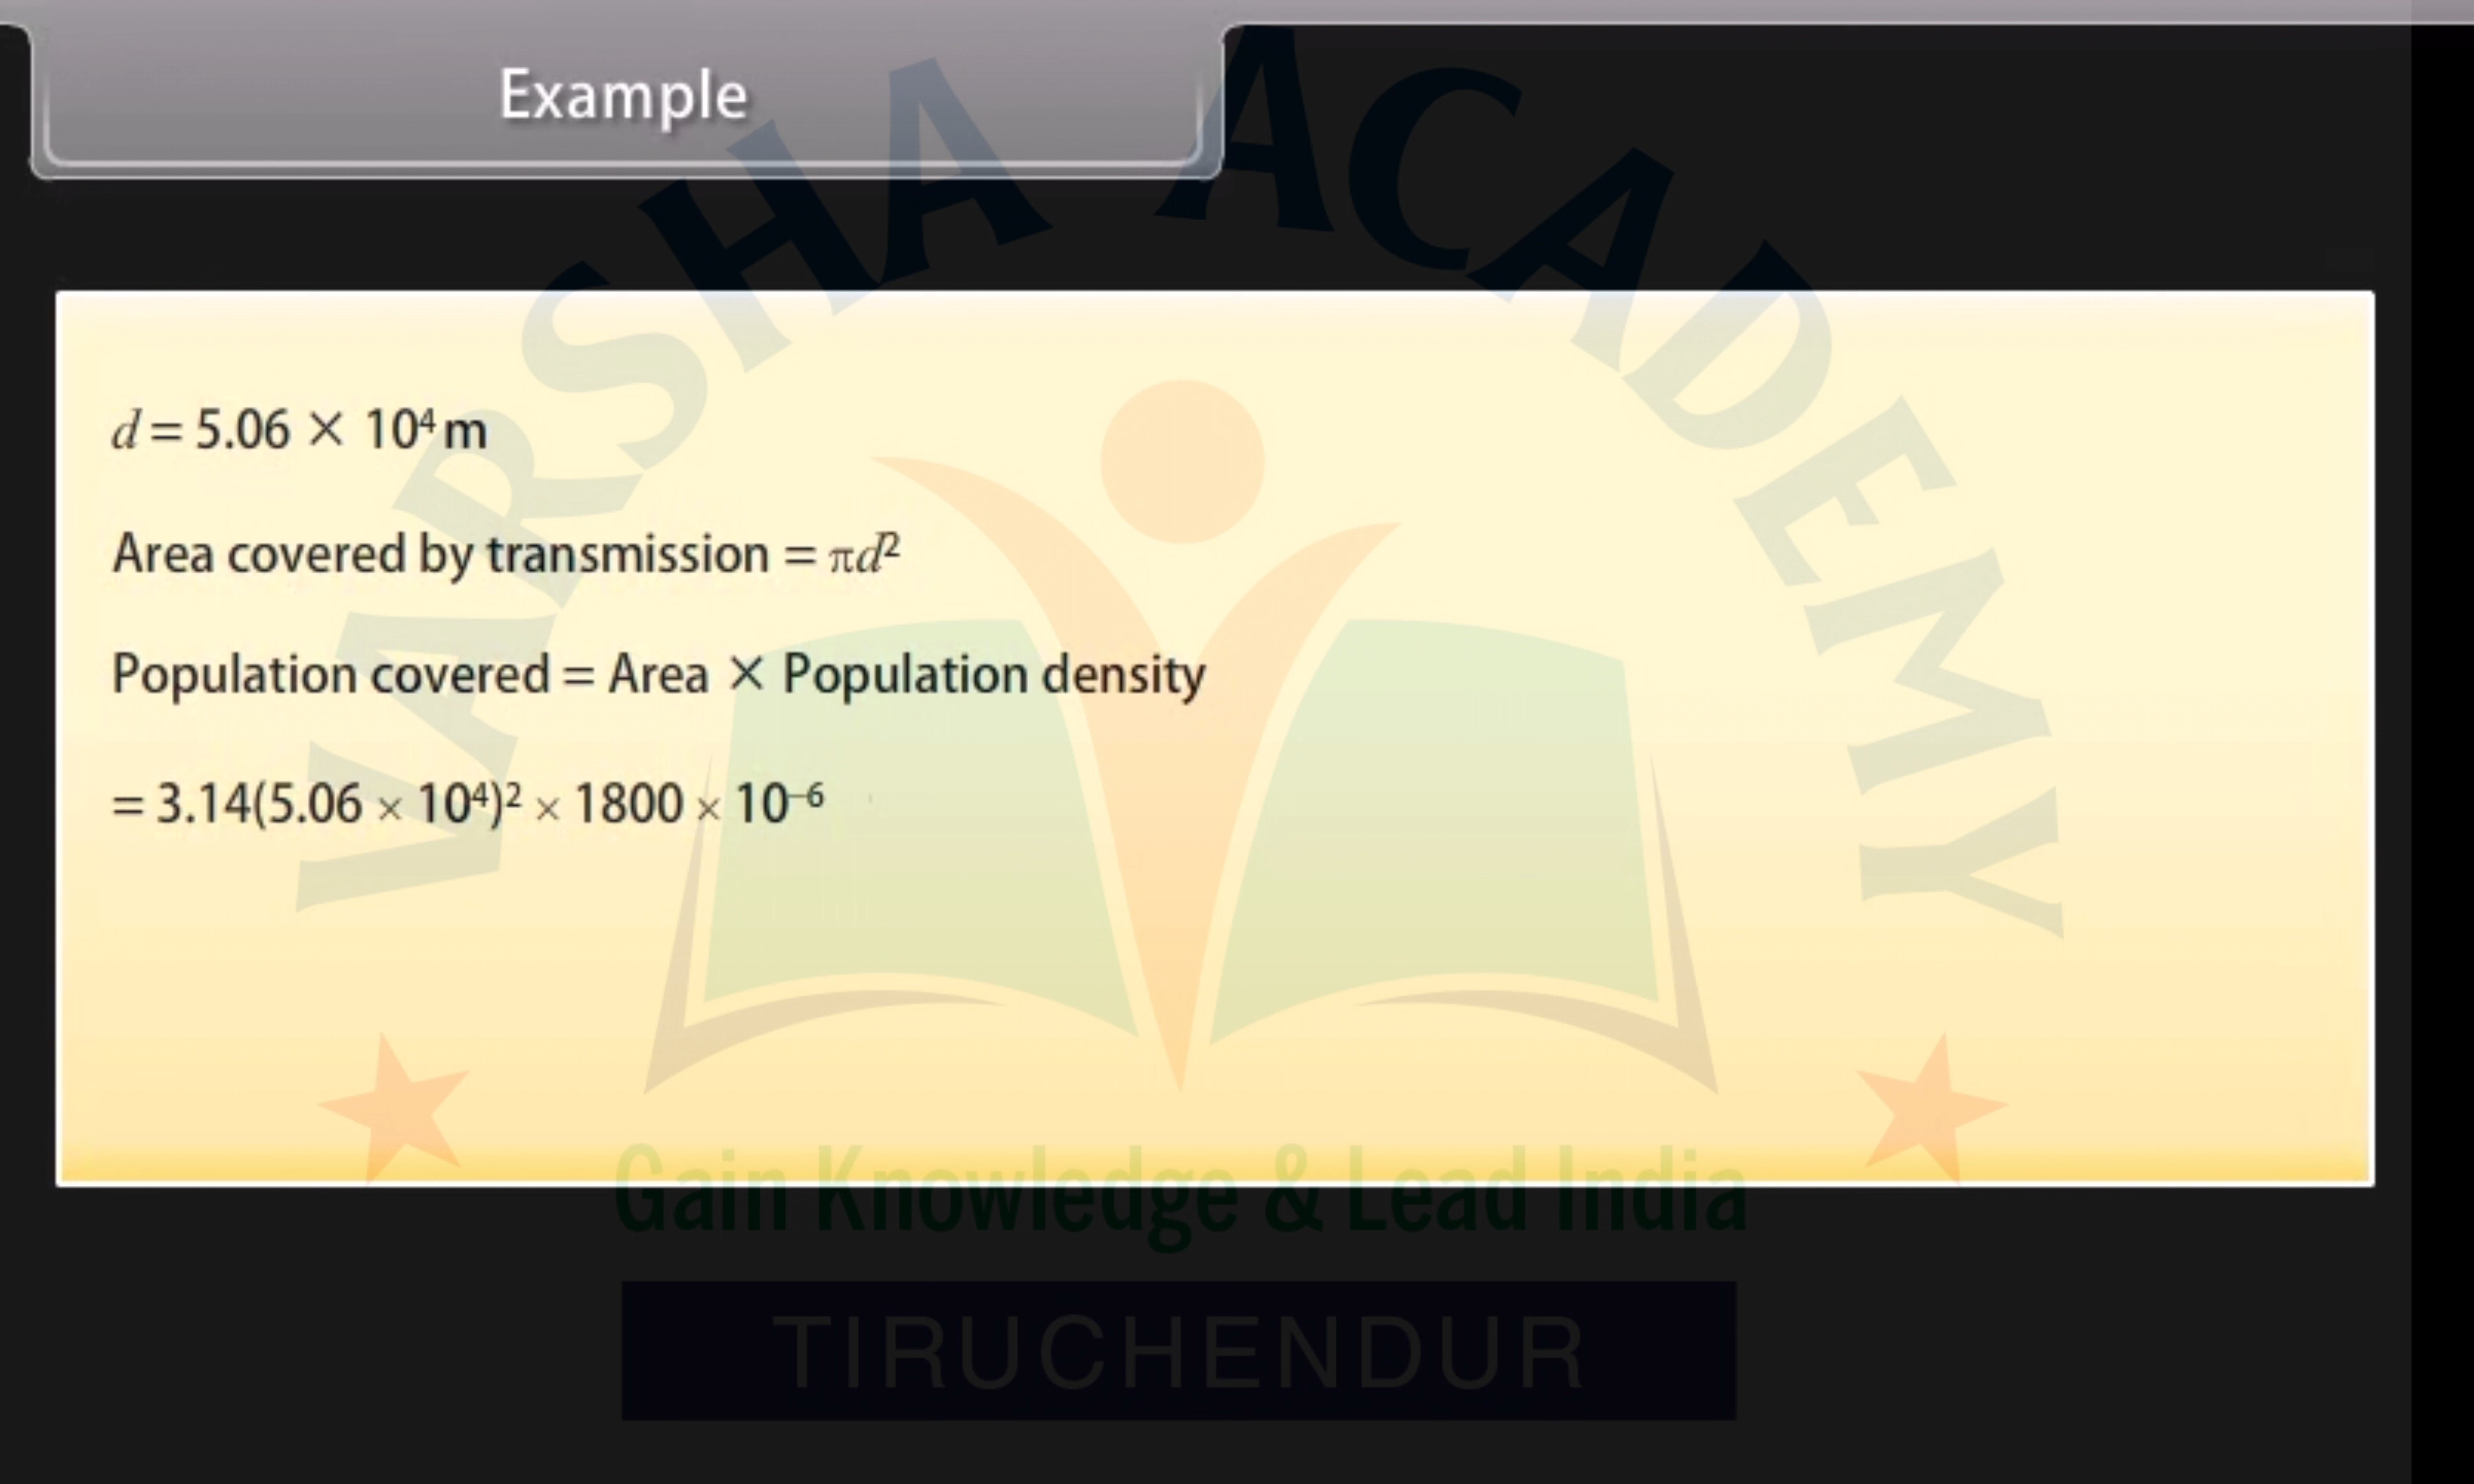 Example
VARSHA ACADEMY
d = 5.06 × 10⁴ m
Area covered by transmission = πd²
Population covered = Area × Population density
= 3.14(5.06 × 10⁴)² × 1800 × 10⁻⁶
Gain Knowledge & Lead India
TIRUCHENDUR